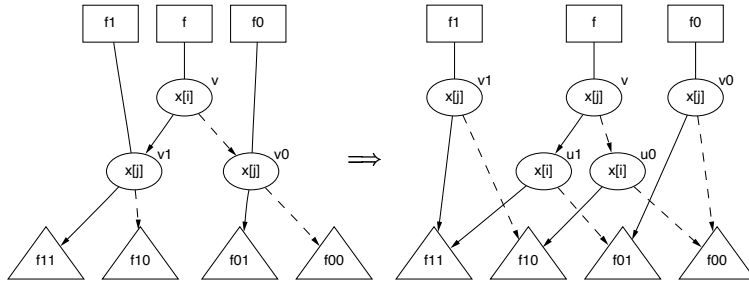 f1 f f0 f1 f f0
v v1 v v0
x[i] x[j] x[j] x[j]
v1 v0 u1 u0
x[j] x[j] ⇒ x[i] x[i]
f11 f10 f01 f00 f11 f10 f01 f00